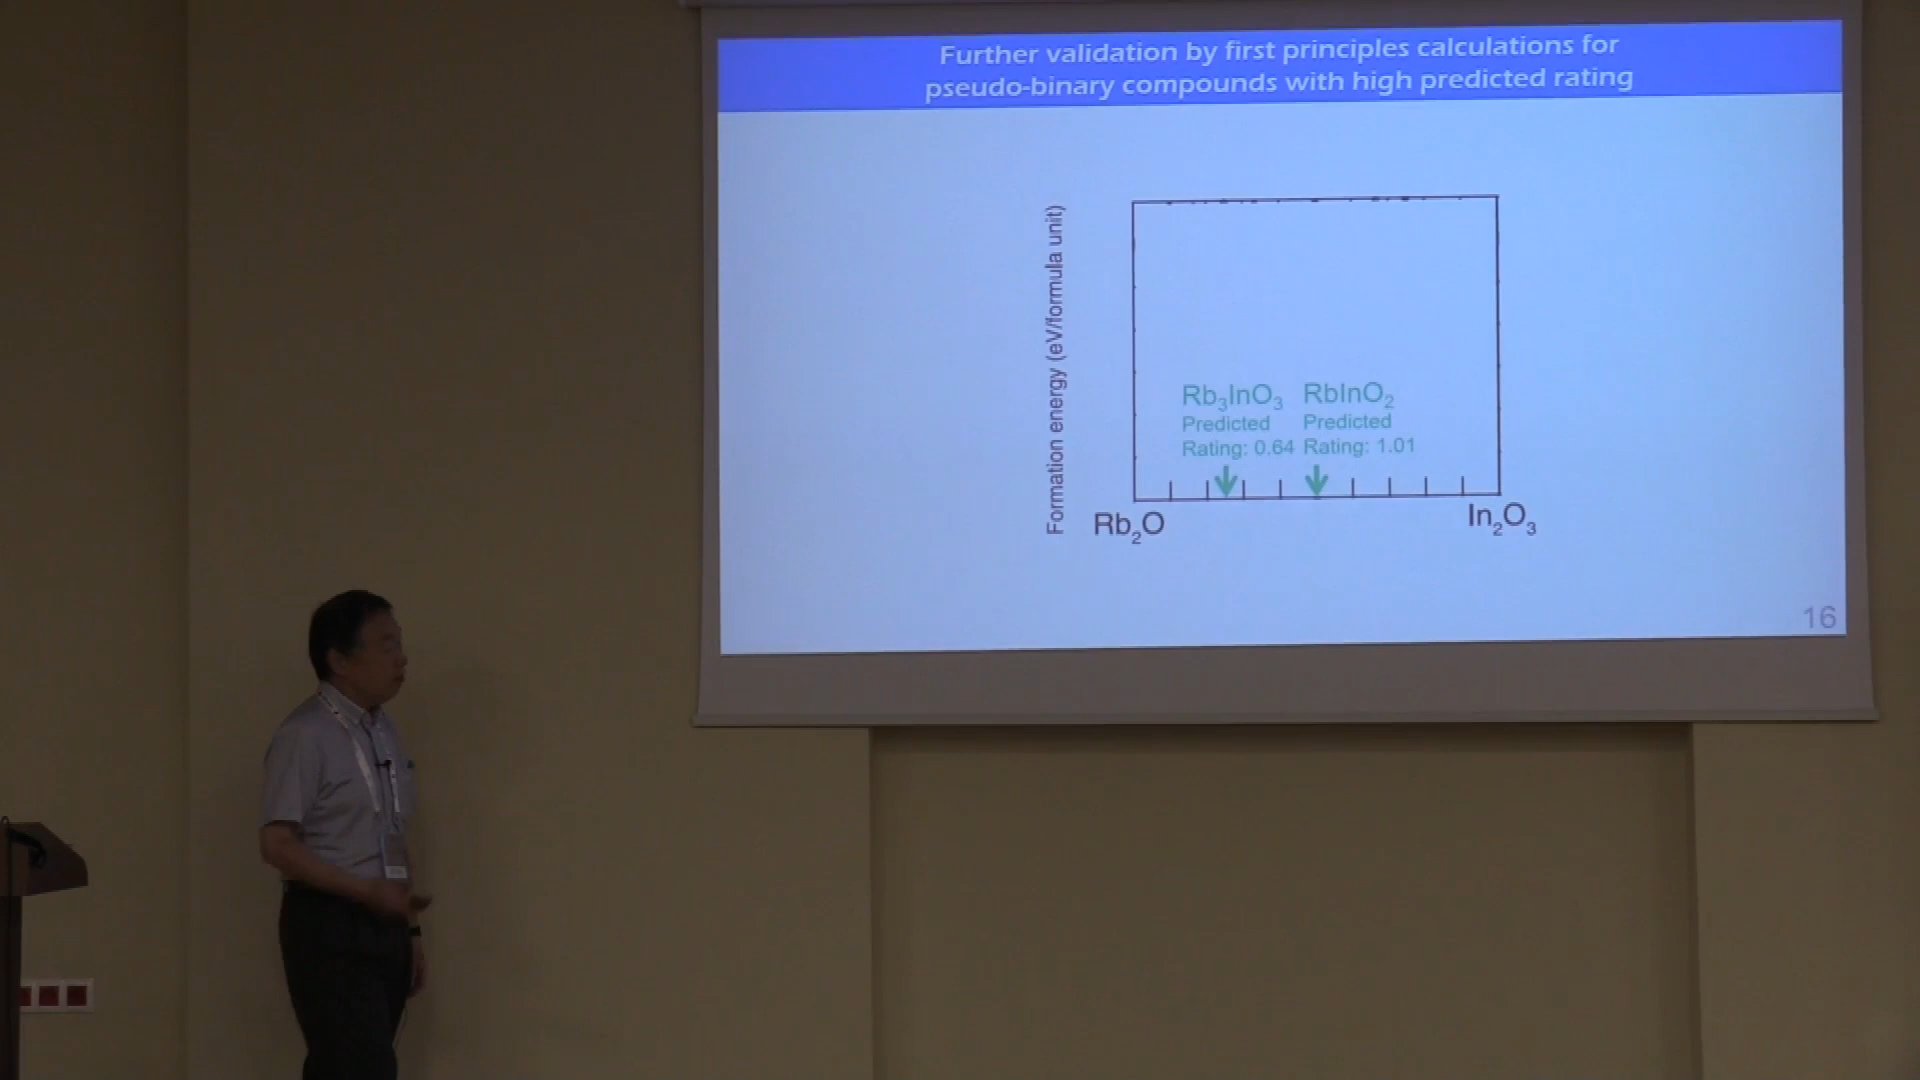 Further validation by first principles calculations for
pseudo-binary compounds with high predicted rating
Formation energy (eV/formula unit)
Rb₃InO₃ RbInO₂
Predicted Predicted
Rating: 0.64 Rating: 1.01
Rb₂O In₂O₃
16